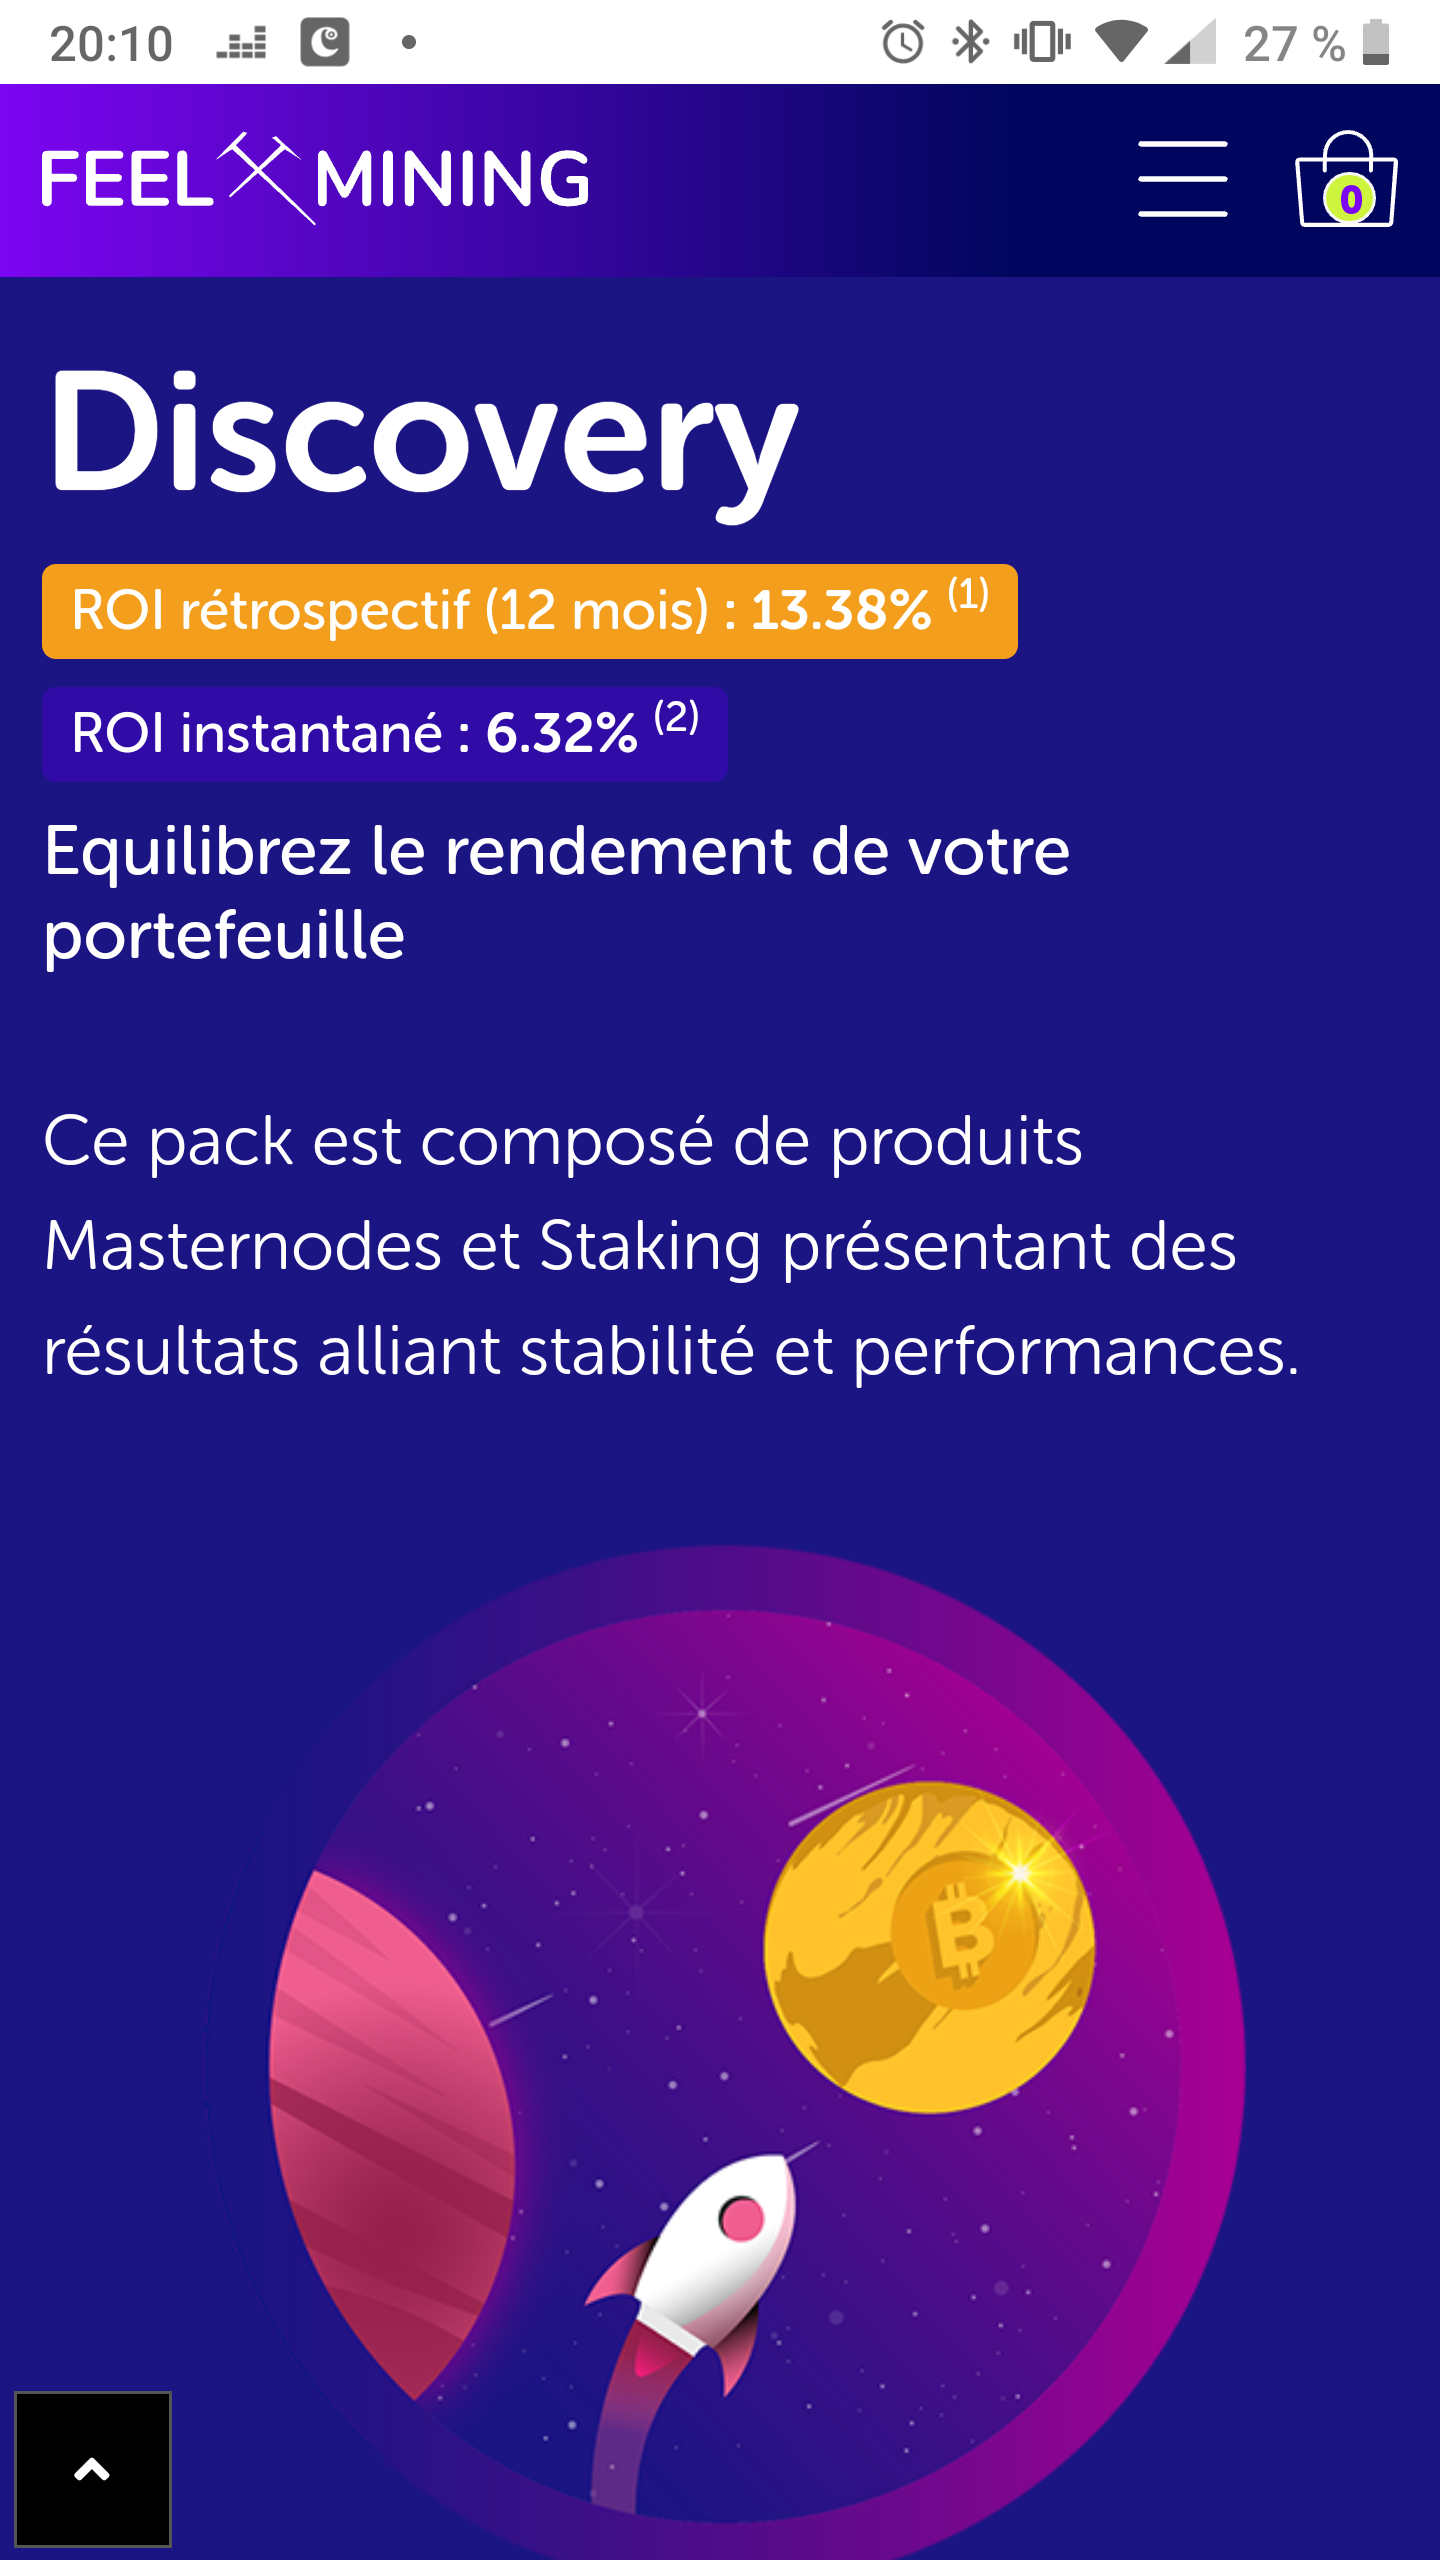 20:10
27 %
FEEL MINING
0
Discovery
ROI rétrospectif (12 mois) : 13.38% (1)
ROI instantané : 6.32% (2)
Equilibrez le rendement de votre
portefeuille
Ce pack est composé de produits
Masternodes et Staking présentant des
résultats alliant stabilité et performances.